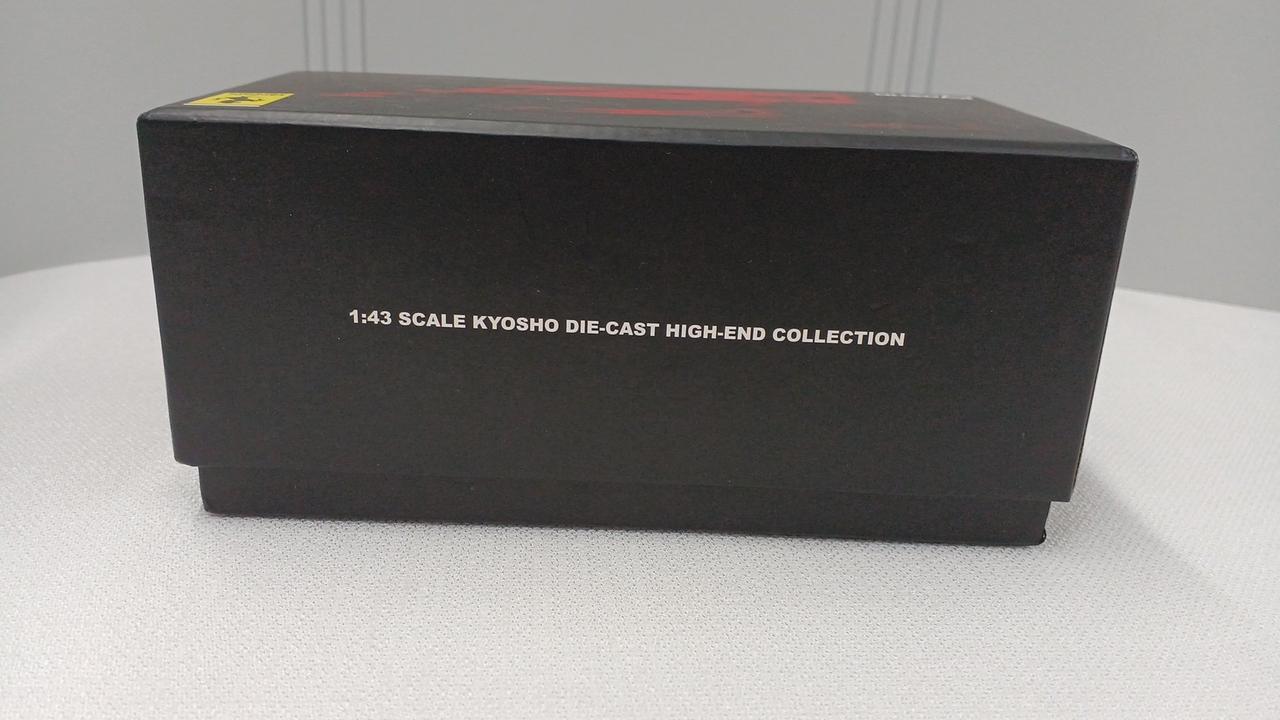 1:43 SCALE KYOSHO DIE-CAST HIGH-END COLLECTION